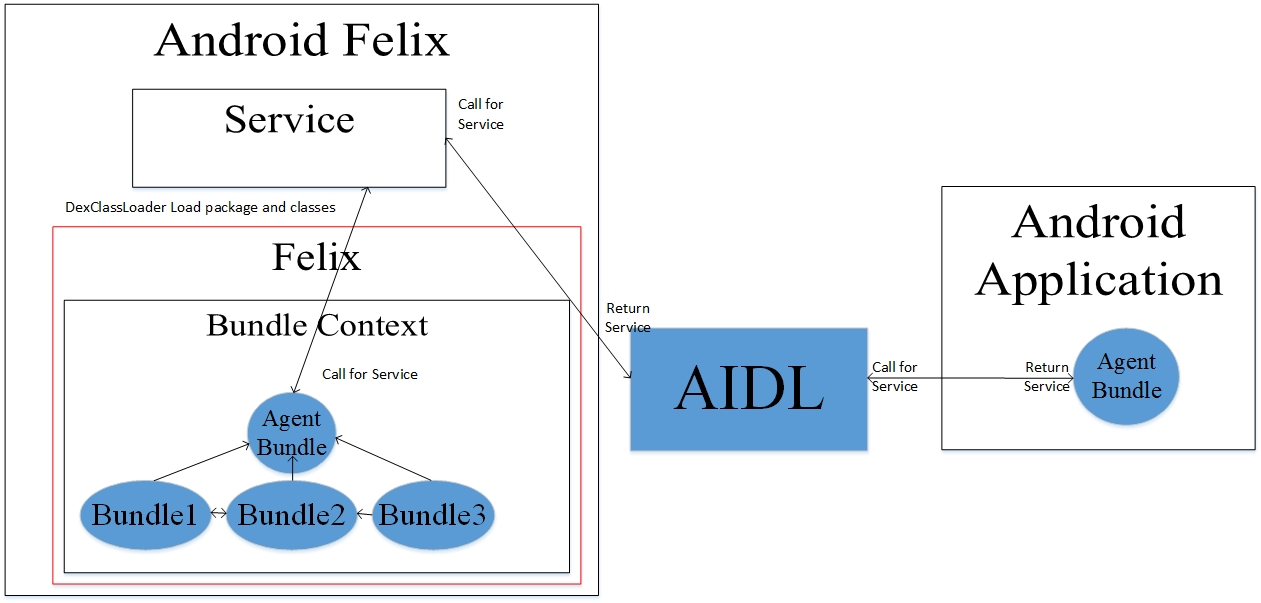 Android Felix
Service
Call for
Service
DexClassLoader Load package and classes
Felix
Bundle Context
Call for Service
Agent
Bundle
Bundle1
Bundle2
Bundle3
Return
Service
AIDL
Call for
Service
Android
Application
Return
Service
Agent
Bundle